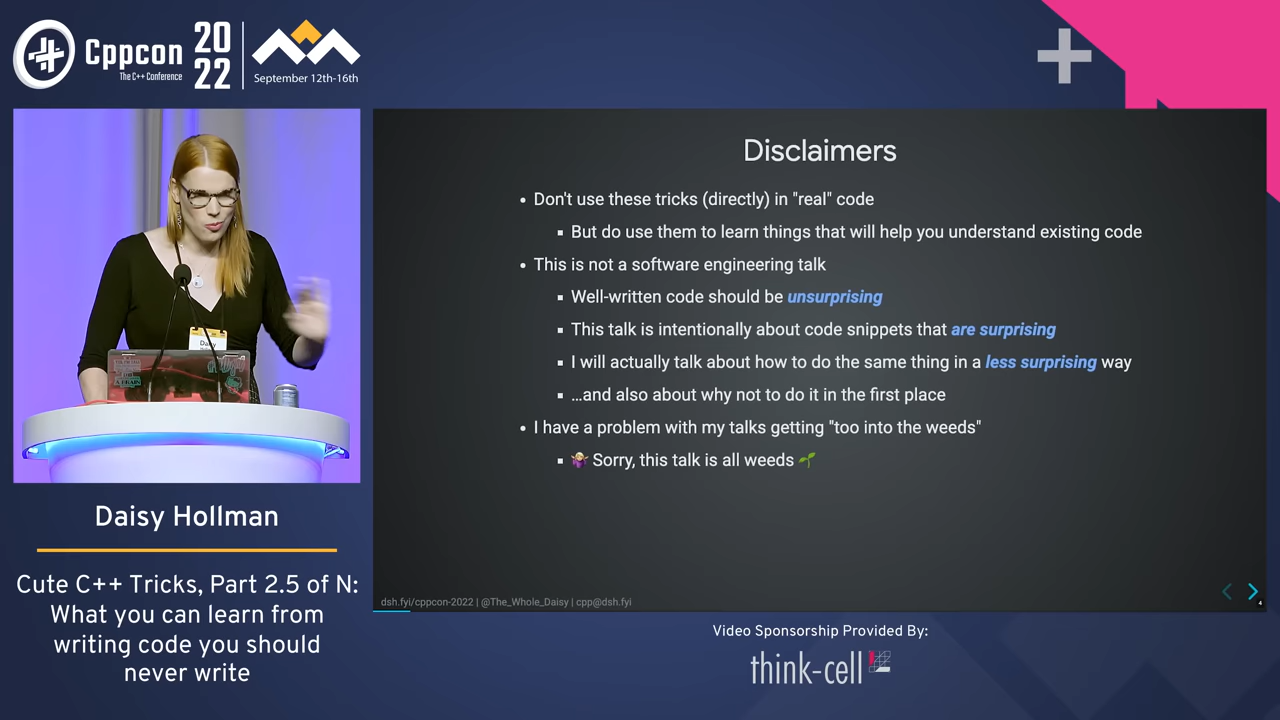 Cppcon
The C++ Conference
20
22
September 12th-16th
Daisy
Daisy Hollman
Cute C++ Tricks, Part 2.5 of N:
What you can learn from
writing code you should
never write
Disclaimers
Don't use these tricks (directly) in "real" code
But do use them to learn things that will help you understand existing code
This is not a software engineering talk
Well-written code should be unsurprising
This talk is intentionally about code snippets that are surprising
I will actually talk about how to do the same thing in a less surprising way
…and also about why not to do it in the first place
I have a problem with my talks getting "too into the weeds"
🤷🏼‍♀️ Sorry, this talk is all weeds 🌱
dsh.fyi/cppcon-2022 | @The_Whole_Daisy | cpp@dsh.fyi
4
Video Sponsorship Provided By:
think-cell